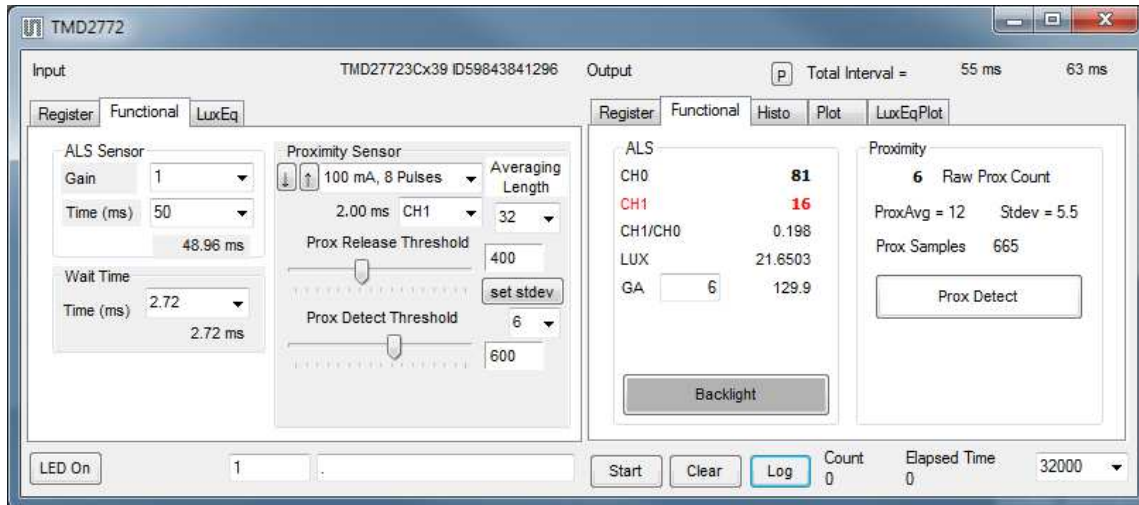 TMD2772
Input TMD27723Cx39 ID59843841296
Register Functional LuxEq
ALS Sensor
Gain 1
Time (ms) 50
48.96 ms
Wait Time
Time (ms) 2.72
2.72 ms
Proximity Sensor
↓ ↑ 100 mA, 8 Pulses
Averaging
Length
2.00 ms CH1 32
Prox Release Threshold
400
set stdev
Prox Detect Threshold 6
600
LED On 1 .
Output P Total Interval = 55 ms 63 ms
Register Functional Histo Plot LuxEqPlot
ALS
CH0 81
CH1 16
CH1/CH0 0.198
LUX 21.6503
GA 6 129.9
Backlight
Proximity
6 Raw Prox Count
ProxAvg = 12 Stdev = 5.5
Prox Samples 665
Prox Detect
Start Clear Log
Count
0
Elapsed Time
0
32000